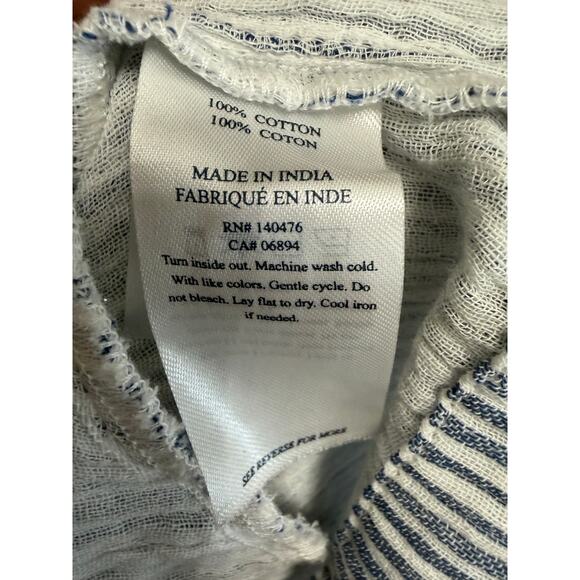 100% COTTON
100% COTON
MADE IN INDIA
FABRIQUÉ EN INDE
RN# 140476
CA# 06894
Turn inside out. Machine wash cold.
With like colors. Gentle cycle. Do
not bleach. Lay flat to dry. Cool iron
if needed.
SEE REVERSE FOR MORE